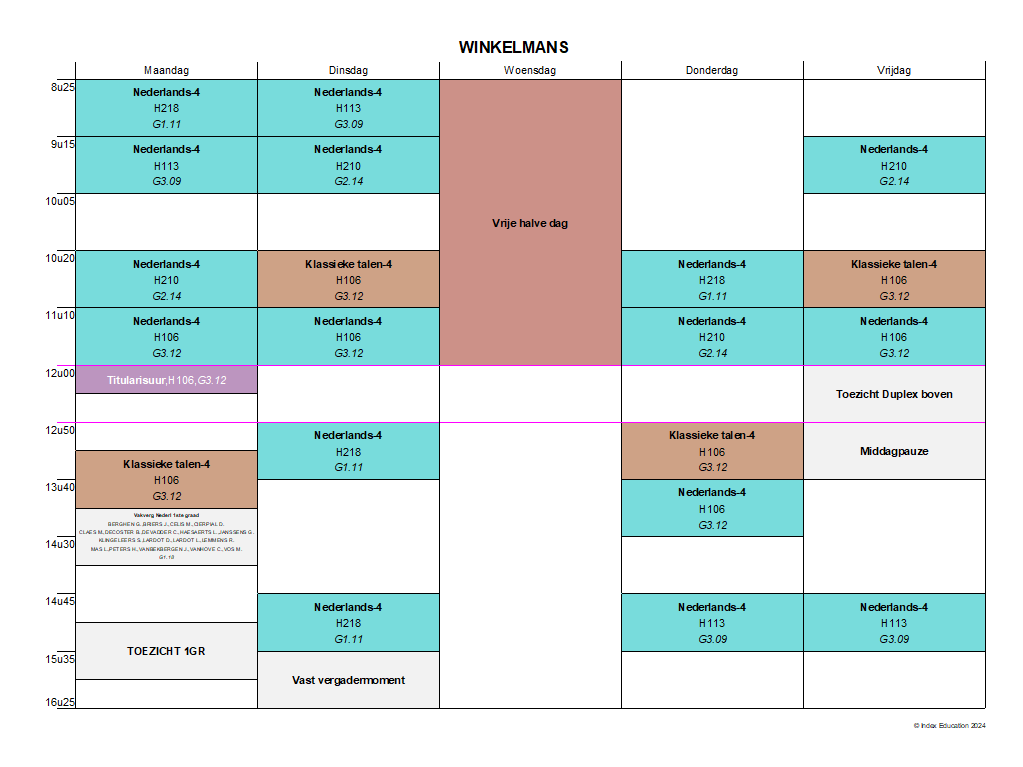 WINKELMANS
Maandag Dinsdag Woensdag Donderdag Vrijdag
8u25
Nederlands-4
H218
G1.11
Nederlands-4
H113
G3.09
Vrije halve dag
9u15
Nederlands-4
H113
G3.09
Nederlands-4
H210
G2.14
Nederlands-4
H210
G2.14
10u05
10u20
Nederlands-4
H210
G2.14
Klassieke talen-4
H106
G3.12
Nederlands-4
H218
G1.11
Klassieke talen-4
H106
G3.12
11u10
Nederlands-4
H106
G3.12
Nederlands-4
H106
G3.12
Nederlands-4
H210
G2.14
Nederlands-4
H106
G3.12
12u00
Titularisuur,H106,G3.12
Toezicht Duplex boven
12u50
Nederlands-4
H218
G1.11
Klassieke talen-4
H106
G3.12
Middagpauze
Klassieke talen-4
H106
G3.12
13u40
Nederlands-4
H106
G3.12
Vakverg Nederl 1ste graad
BERGHEN G.,BRIERS J.,CELIS M.,CIERPIAL D.
CLAES M.,DECOSTER B.,DEVADDER C.,HAESAERTS L.,JANSSENS G.
KLINGELEERS S.,LARDOT D.,LARDOT I.,LEMMENS R.
MAS L.,PETERS H.,VANBEKBERGEN J.,VANHOVE C.,VOS M.
G1.13
14u30
14u45
Nederlands-4
H218
G1.11
Nederlands-4
H113
G3.09
Nederlands-4
H113
G3.09
TOEZICHT 1GR
15u35
Vast vergadermoment
16u25
© Index Education 2024